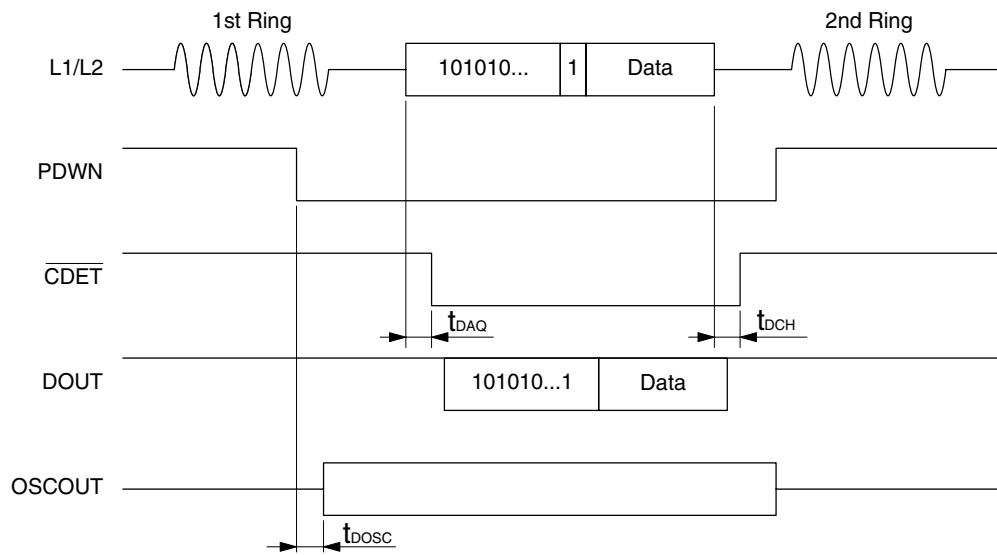 1st Ring
2nd Ring
L1/L2
101010...
1
Data
PDWN
CDET
tDAQ
tDCH
DOUT
101010...1
Data
OSCOUT
tDOSC